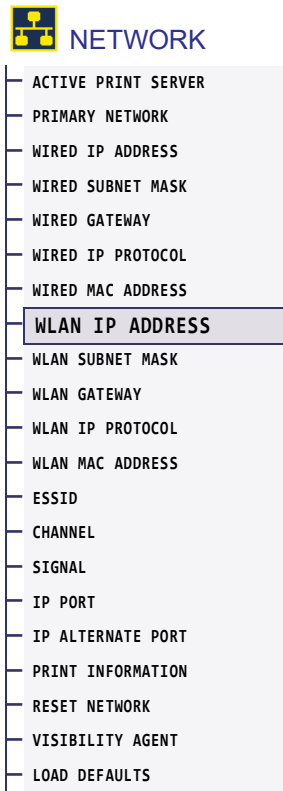 NETWORK
ACTIVE PRINT SERVER
PRIMARY NETWORK
WIRED IP ADDRESS
WIRED SUBNET MASK
WIRED GATEWAY
WIRED IP PROTOCOL
WIRED MAC ADDRESS
WLAN IP ADDRESS
WLAN SUBNET MASK
WLAN GATEWAY
WLAN IP PROTOCOL
WLAN MAC ADDRESS
ESSID
CHANNEL
SIGNAL
IP PORT
IP ALTERNATE PORT
PRINT INFORMATION
RESET NETWORK
VISIBILITY AGENT
LOAD DEFAULTS